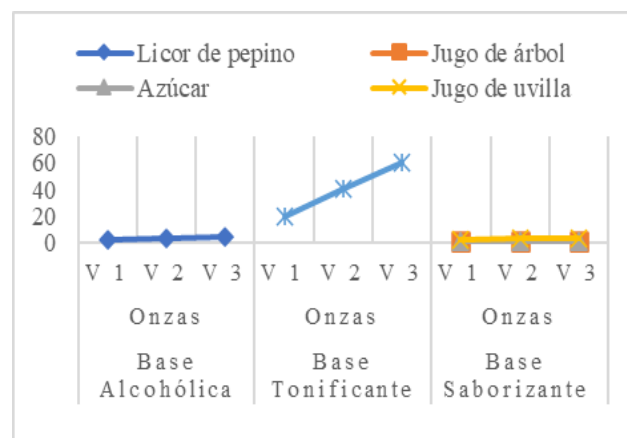 Licor de pepino
Jugo de árbol
Azúcar
Jugo de uvilla
80
60
40
20
0
V 1 V 2 V 3 V 1 V 2 V 3 V 1 V 2 V 3
Onzas Onzas Onzas
Base Base Base
Alcohólica Tonificante Saborizante